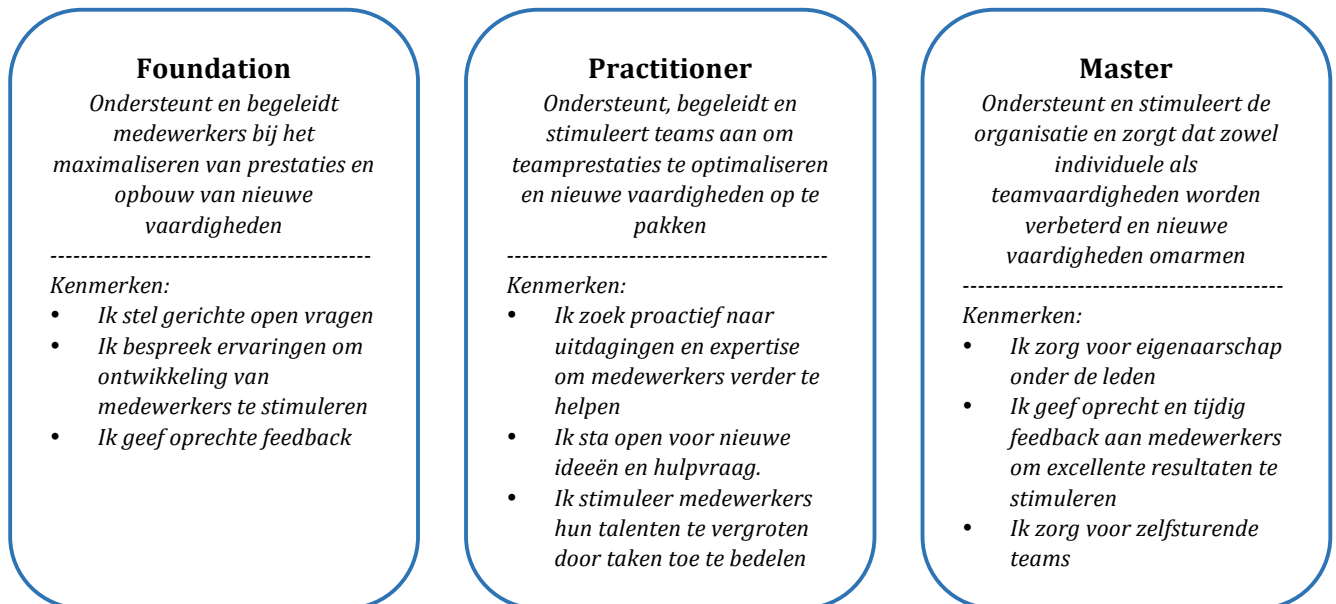 Foundation
Ondersteunt en begeleidt
medewerkers bij het
maximaliseren van prestaties en
opbouw van nieuwe
vaardigheden
------------------------------------------
Kenmerken:
• Ik stel gerichte open vragen
• Ik bespreek ervaringen om
ontwikkeling van
medewerkers te stimuleren
• Ik geef oprechte feedback
Practitioner
Ondersteunt, begeleidt en
stimuleert teams aan om
teamprestaties te optimaliseren
en nieuwe vaardigheden op te
pakken
------------------------------------------
Kenmerken:
• Ik zoek proactief naar
uitdagingen en expertise
om medewerkers verder te
helpen
• Ik sta open voor nieuwe
ideeën en hulpvraag.
• Ik stimuleer medewerkers
hun talenten te vergroten
door taken toe te bedelen
Master
Ondersteunt en stimuleert de
organisatie en zorgt dat zowel
individuele als
teamvaardigheden worden
verbeterd en nieuwe
vaardigheden omarmen
------------------------------------------
Kenmerken:
• Ik zorg voor eigenaarschap
onder de leden
• Ik geef oprecht en tijdig
feedback aan medewerkers
om excellente resultaten te
stimuleren
• Ik zorg voor zelfsturende
teams